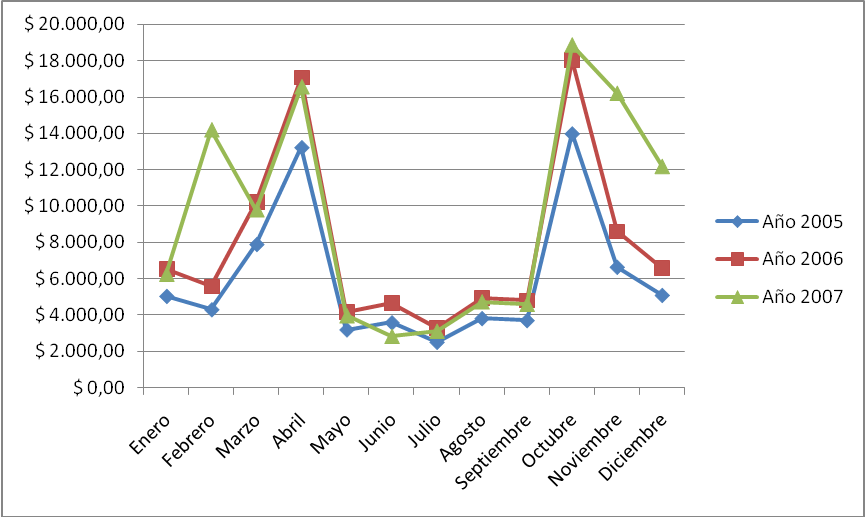 $ 20.000,00
$ 18.000,00
$ 16.000,00
$ 14.000,00
$ 12.000,00
$ 10.000,00
$ 8.000,00
$ 6.000,00
$ 4.000,00
$ 2.000,00
$ 0,00
Enero
Febrero
Marzo
Abril
Mayo
Junio
Julio
Agosto
Septiembre
Octubre
Noviembre
Diciembre
Año 2005
Año 2006
Año 2007